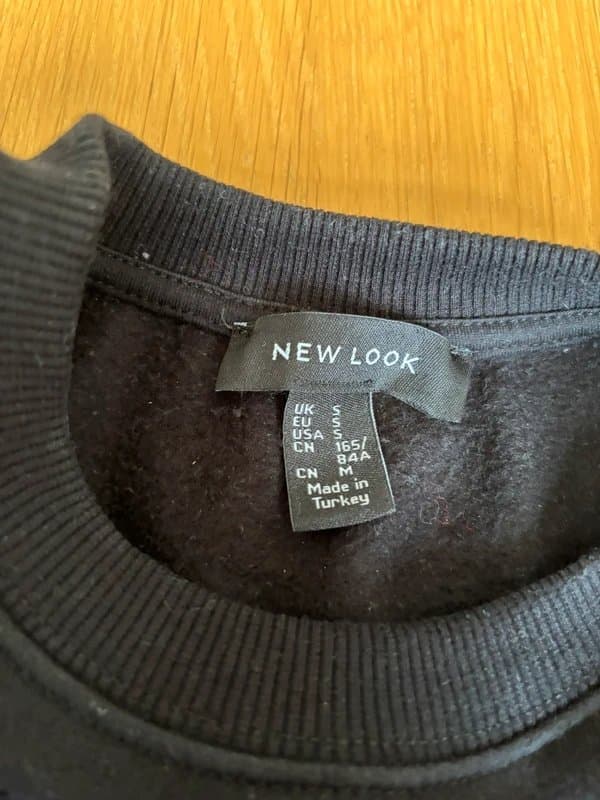 NEW LOOK
UK S
EU S
USA S
CN 165/
84A
CN M
Made in
Turkey